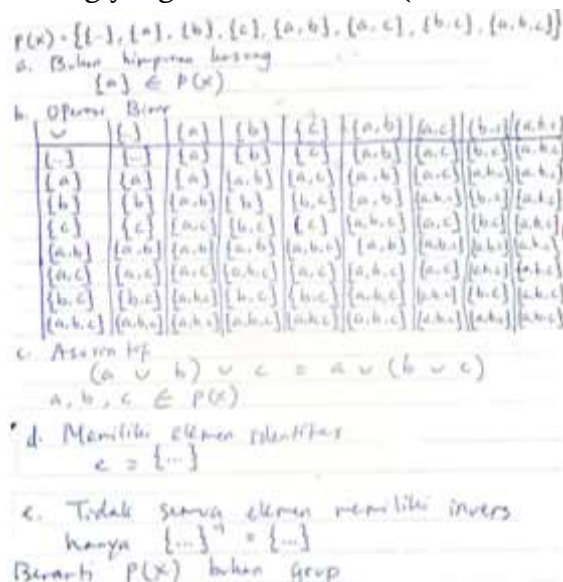 P(x) = {{...}, {a}, {b}, {c}, {a,b}, {a,c}, {b,c}, {a,b,c}}
a. Bukan himpunan kosong
{a} ∈ P(x)
b. Operasi Biner
∪ {...} {a} {b} {c} {a,b} {a,c} {b,c} {a,b,c}
{...} {...} {a} {b} {c} {a,b} {a,c} {b,c} {a,b,c}
{a} {a} {a} {a,b} {a,c} {a,b} {a,c} {a,b,c} {a,b,c}
{b} {b} {a,b} {b} {b,c} {a,b} {a,b,c} {b,c} {a,b,c}
{c} {c} {a,c} {b,c} {c} {a,b,c} {a,c} {b,c} {a,b,c}
{a,b} {a,b} {a,b} {a,b} {a,b,c} {a,b} {a,b,c} {a,b,c} {a,b,c}
{a,c} {a,c} {a,c} {a,b,c} {a,c} {a,b,c} {a,c} {a,b,c} {a,b,c}
{b,c} {b,c} {a,b,c} {b,c} {b,c} {a,b,c} {a,b,c} {b,c} {a,b,c}
{a,b,c} {a,b,c} {a,b,c} {a,b,c} {a,b,c} {a,b,c} {a,b,c} {a,b,c} {a,b,c}
c. Asosiatif
(a ∪ b) ∪ c = a ∪ (b ∪ c)
a, b, c ∈ P(x)
d. Memiliki elemen identitas
e = {...}
e. Tidak semua elemen memiliki invers
hanya {...}⁻¹ = {...}
Berarti P(x) bukan grup